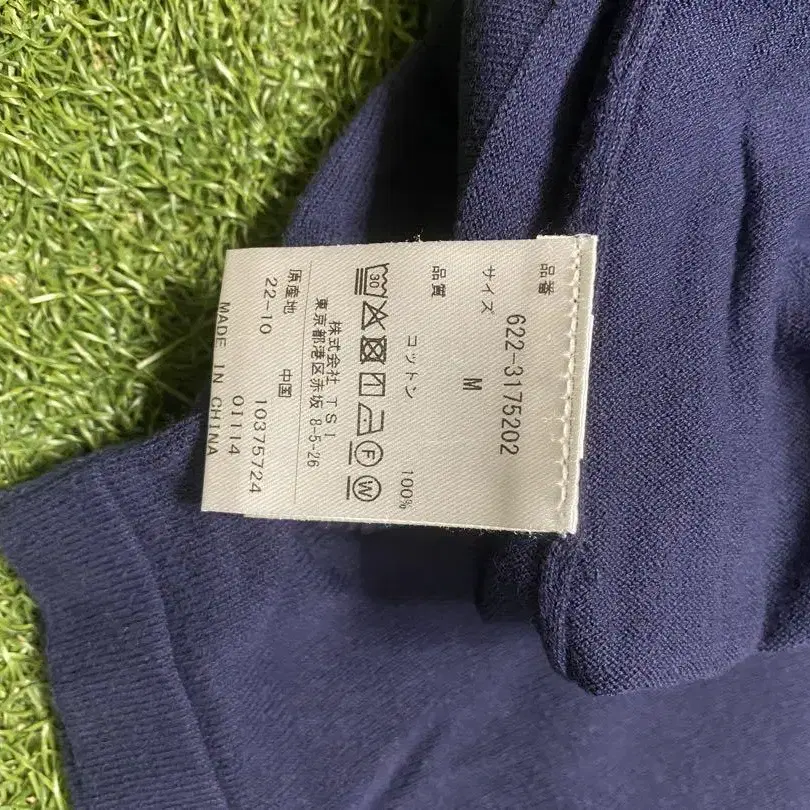 品番 622-3175202
サイズ M
品質
コットン 100%
30 F W
株式会社 TSI
東京都港区赤坂 8-5-26
原産地 中国 10375724
22-10 0I114
MADE IN CHINA